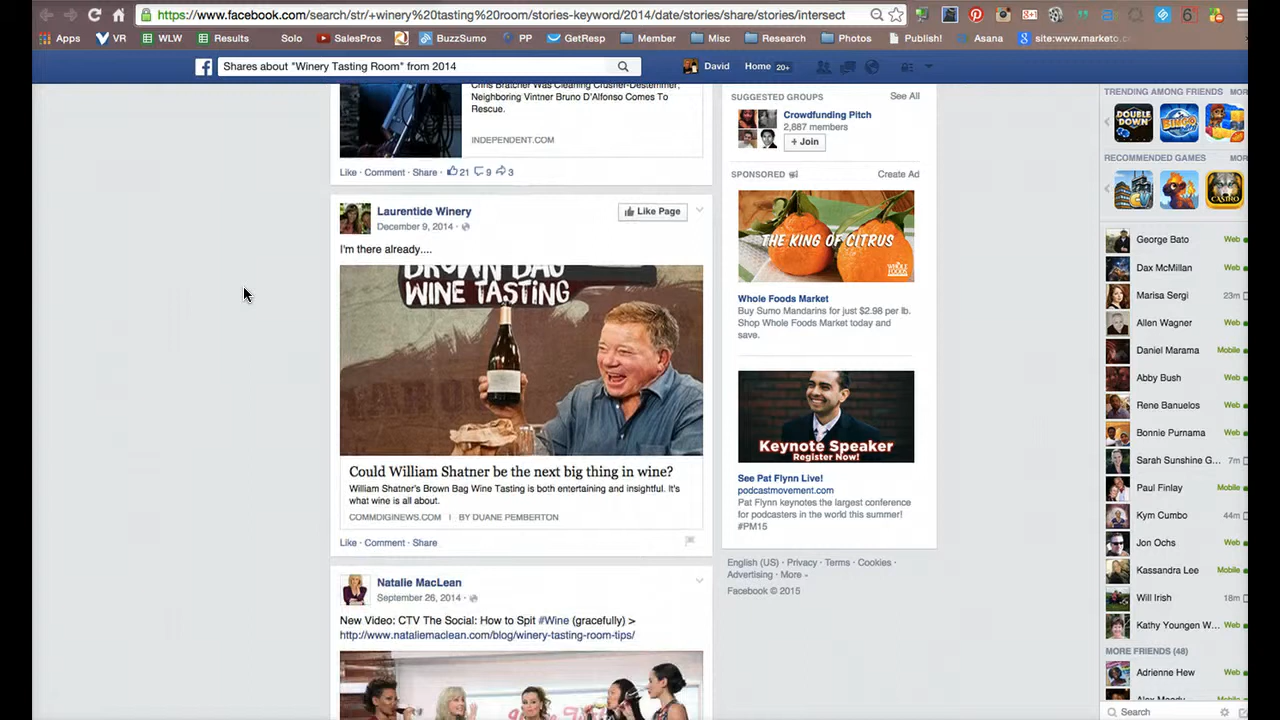 https://www.facebook.com/search/str/+winery%20tasting%20room/stories-keyword/2014/date/stories/share/stories/intersect
Apps VR WLW Results Solo SalesPros BuzzSumo PP GetResp Member Misc Research Photos Publish! Asana site:www.marketo.c
Shares about "Winery Tasting Room" from 2014
David Home 20+
Chris Bratcher Was Cleaning Crusher-Destemmer,
Neighboring Vintner Bruno D'Alfonso Comes To
Rescue.
INDEPENDENT.COM
Like · Comment · Share · 21 9 3
Laurentide Winery
Like Page
December 9, 2014 ·
I'm there already....
BROWN BAG
WINE TASTING
Could William Shatner be the next big thing in wine?
William Shatner's Brown Bag Wine Tasting is both entertaining and insightful. It's
what wine is all about.
COMMDIGINEWS.COM | BY DUANE PEMBERTON
Like · Comment · Share
Natalie MacLean
September 26, 2014 ·
New Video: CTV The Social: How to Spit #Wine (gracefully) >
http://www.nataliemaclean.com/blog/winery-tasting-room-tips/
SUGGESTED GROUPS See All
Crowdfunding Pitch
2,887 members
+ Join
SPONSORED Create Ad
THE KING OF CITRUS
WHOLE FOODS
Whole Foods Market
Buy Sumo Mandarins for just $2.98 per lb.
Shop Whole Foods Market today and
save.
Keynote Speaker
Register Now!
See Pat Flynn Live!
podcastmovement.com
Pat Flynn keynotes the largest conference
for podcasters in the world this summer!
#PM15
English (US) · Privacy · Terms · Cookies ·
Advertising · More
Facebook © 2015
TRENDING AMONG FRIENDS MOR
DOUBLE DOWN
BINGO
RECOMMENDED GAMES MOR
CASINO
George Bato Web
Dax McMillan Web
Marisa Sergi 23m
Allen Wagner Web
Daniel Marama Mobile
Abby Bush Web
Rene Banuelos Web
Bonnie Purnama Web
Sarah Sunshine G... 7m
Paul Finlay Mobile
Kym Cumbo 44m
Jon Ochs Web
Kassandra Lee Mobile
Will Irish 18m
Kathy Youngen W... Web
MORE FRIENDS (48)
Adrienne Hew Web
Search